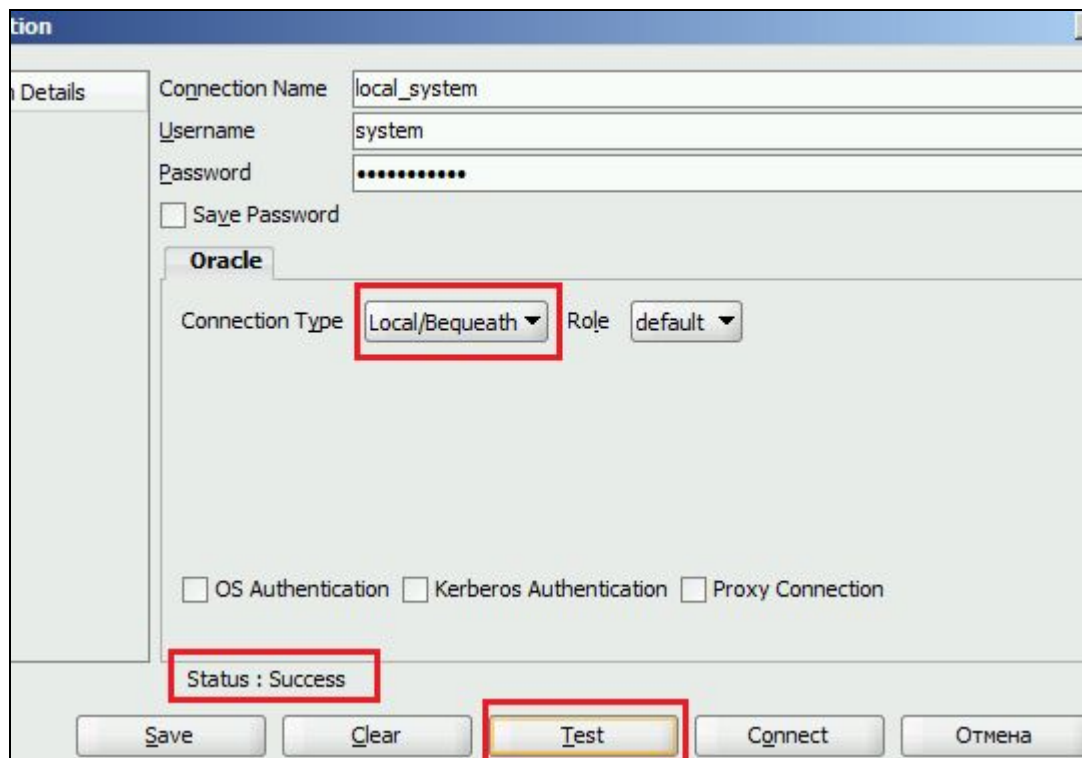 tion
n Details
Connection Name local_system
Username system
Password •••••••••••
Save Password
Oracle
Connection Type Local/Bequeath Role default
OS Authentication Kerberos Authentication Proxy Connection
Status : Success
Save Clear Test Connect Отмена